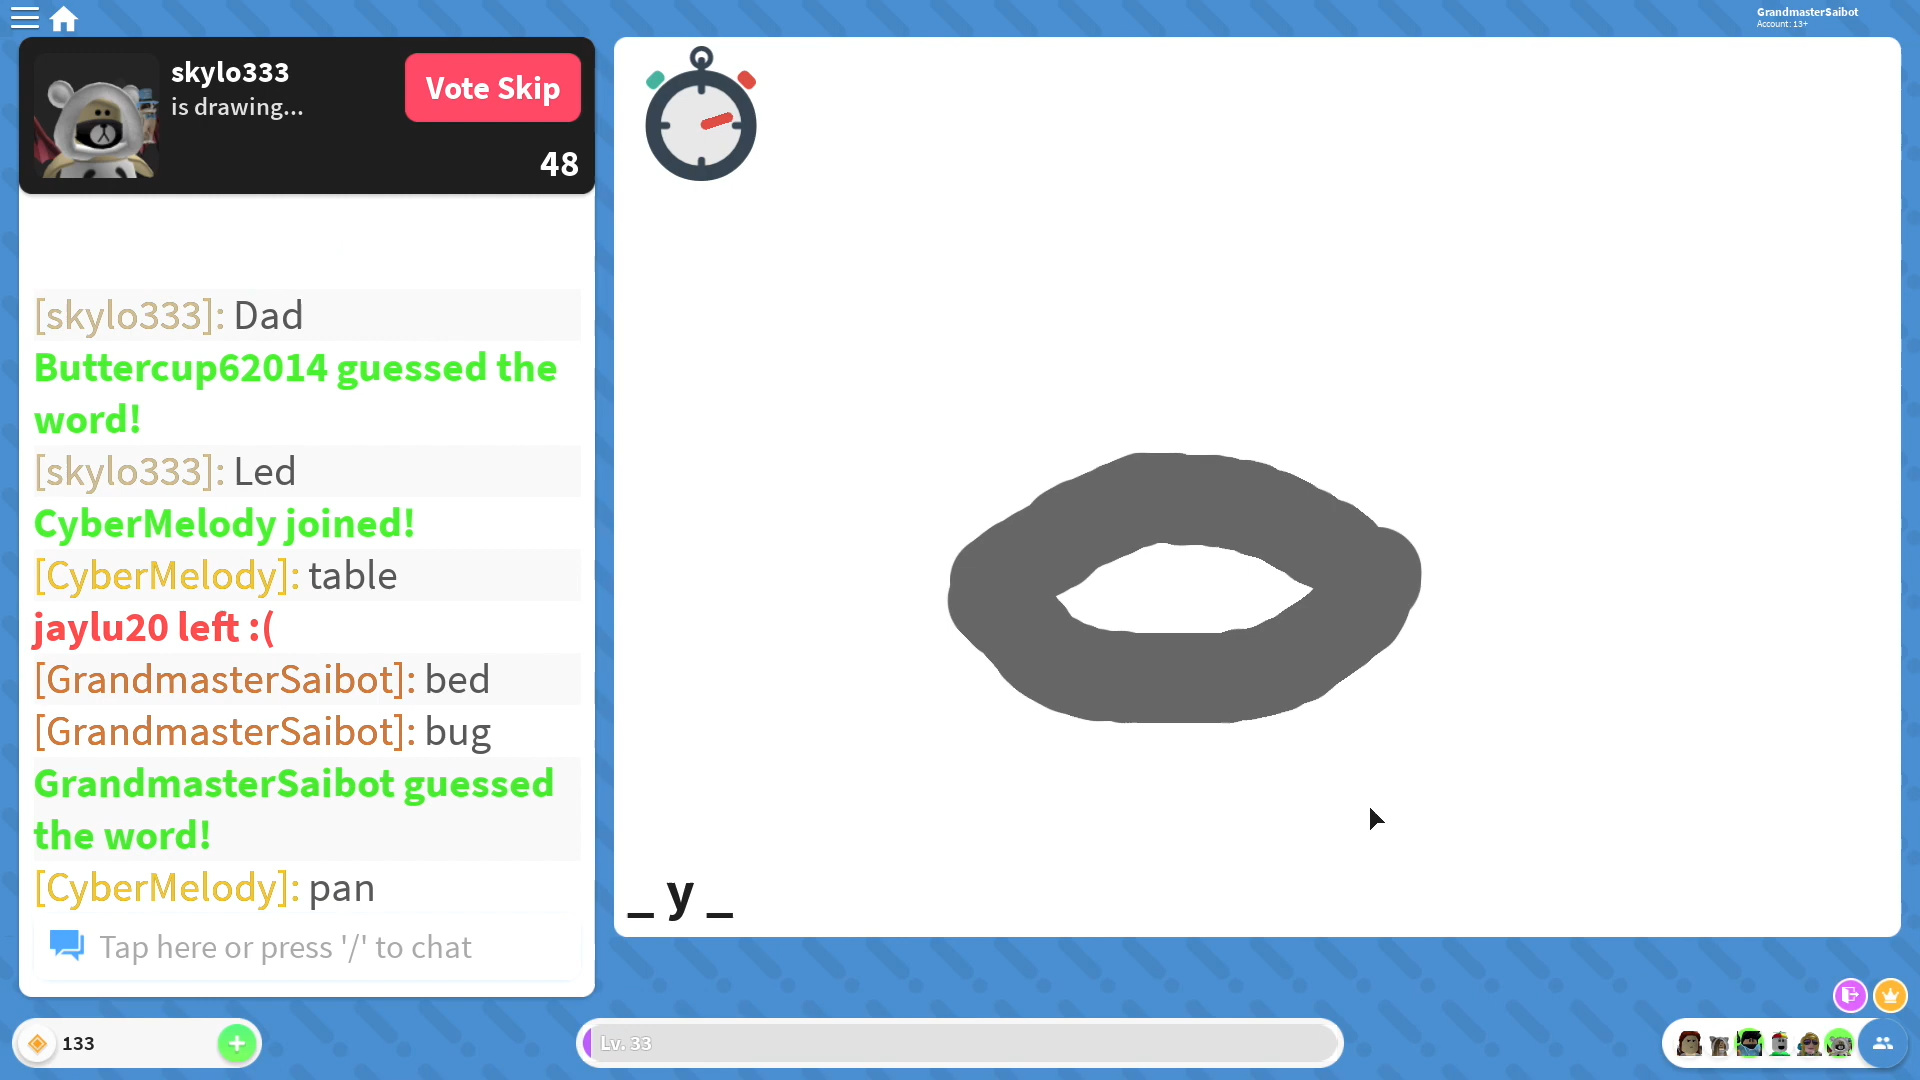 GrandmasterSaibot
Account: 13+
skylo333
is drawing...
Vote Skip
48
[skylo333]: Dad
Buttercup62014 guessed the
word!
[skylo333]: Led
CyberMelody joined!
[CyberMelody]: table
jaylu20 left :(
[GrandmasterSaibot]: bed
[GrandmasterSaibot]: bug
GrandmasterSaibot guessed
the word!
[CyberMelody]: pan
Tap here or press '/' to chat
_ y _
133
Lv. 33